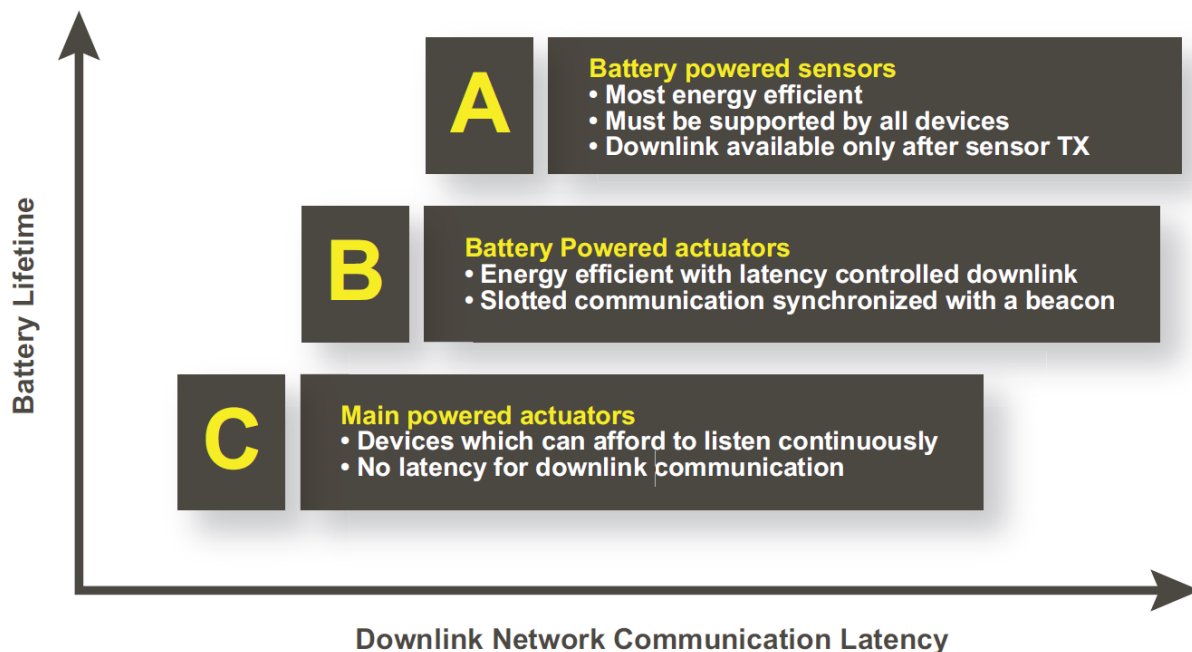 A
Battery powered sensors
• Most energy efficient
• Must be supported by all devices
• Downlink available only after sensor TX
B
Battery Powered actuators
• Energy efficient with latency controlled downlink
• Slotted communication synchronized with a beacon
C
Main powered actuators
• Devices which can afford to listen continuously
• No latency for downlink communication
Battery Lifetime
Downlink Network Communication Latency